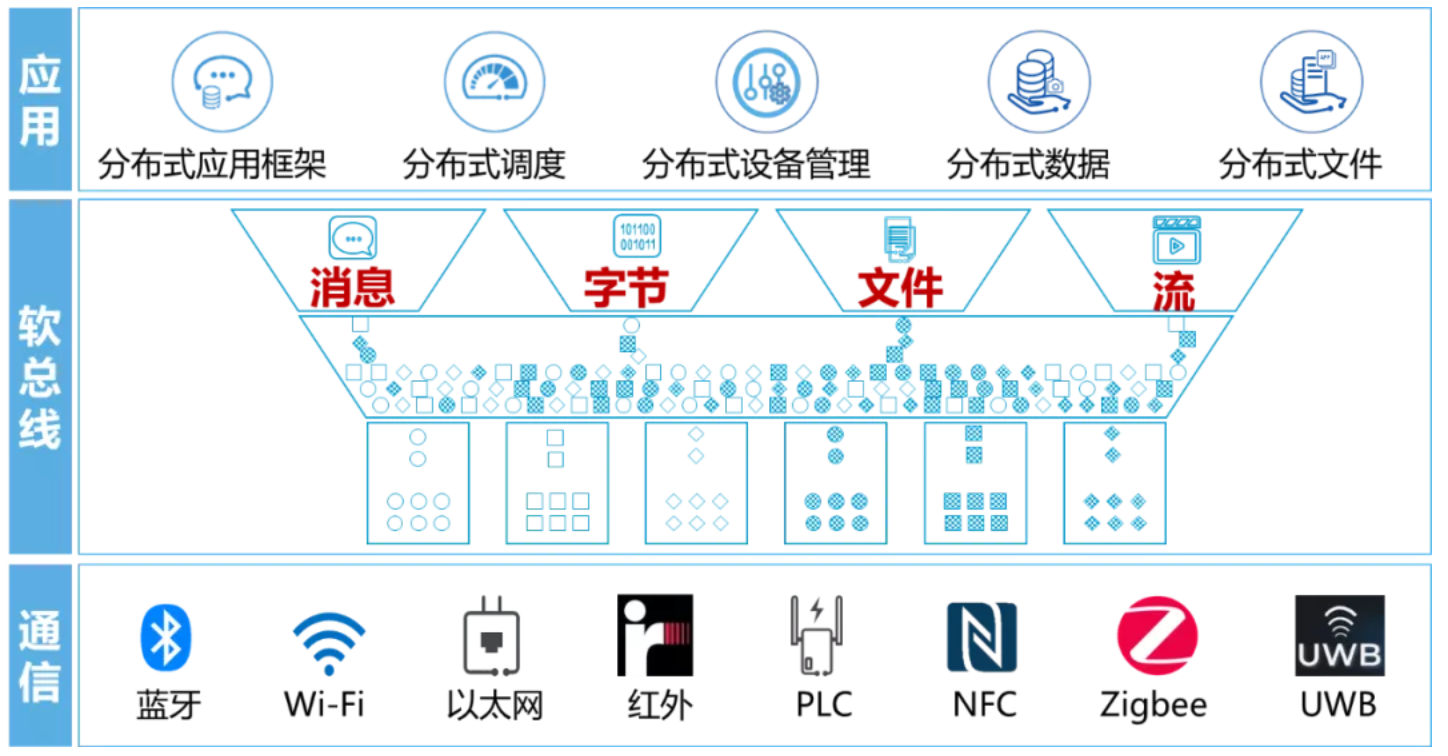 应用
分布式应用框架
分布式调度
分布式设备管理
分布式数据
分布式文件
软总线
消息
101100
001011
字节
文件
流
通信
蓝牙
Wi-Fi
以太网
ir
红外
PLC
N
NFC
Z
Zigbee
UWB
UWB